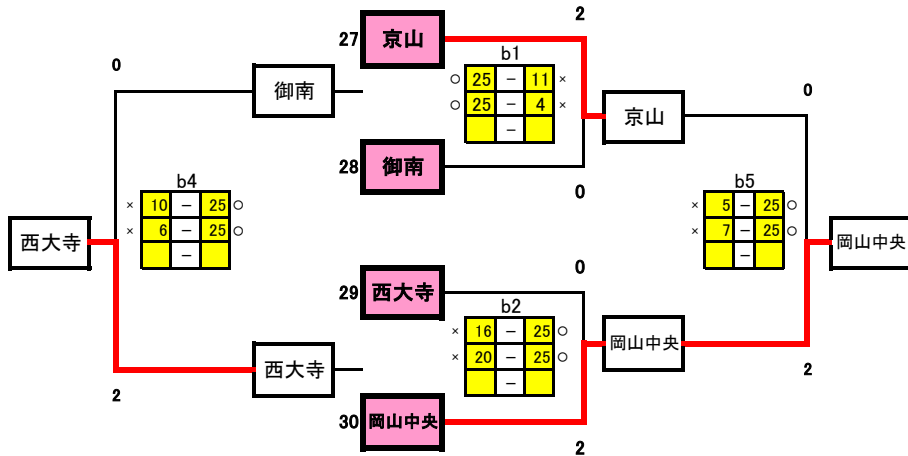 2
27 京山
b1
0
○ 25 - 11 ×
0
御南
○ 25 - 4 ×
京山
-
28 御南
b4
0
b5
× 10 - 25 ○
× 5 - 25 ○
× 6 - 25 ○
× 7 - 25 ○
西大寺
岡山中央
-
-
0
29 西大寺
b2
× 16 - 25 ○
岡山中央
× 20 - 25 ○
西大寺
2
-
2
30 岡山中央
2